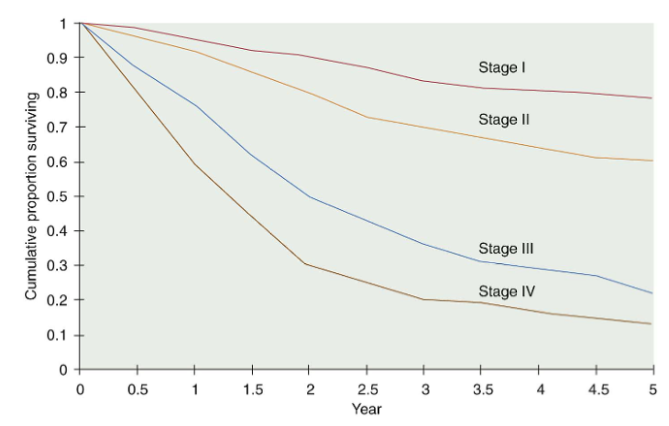 Cumulative proportion surviving
1
0.9
0.8
0.7
0.6
0.5
0.4
0.3
0.2
0.1
0
Stage I
Stage II
Stage III
Stage IV
0 0.5 1 1.5 2 2.5 3 3.5 4 4.5 5
Year